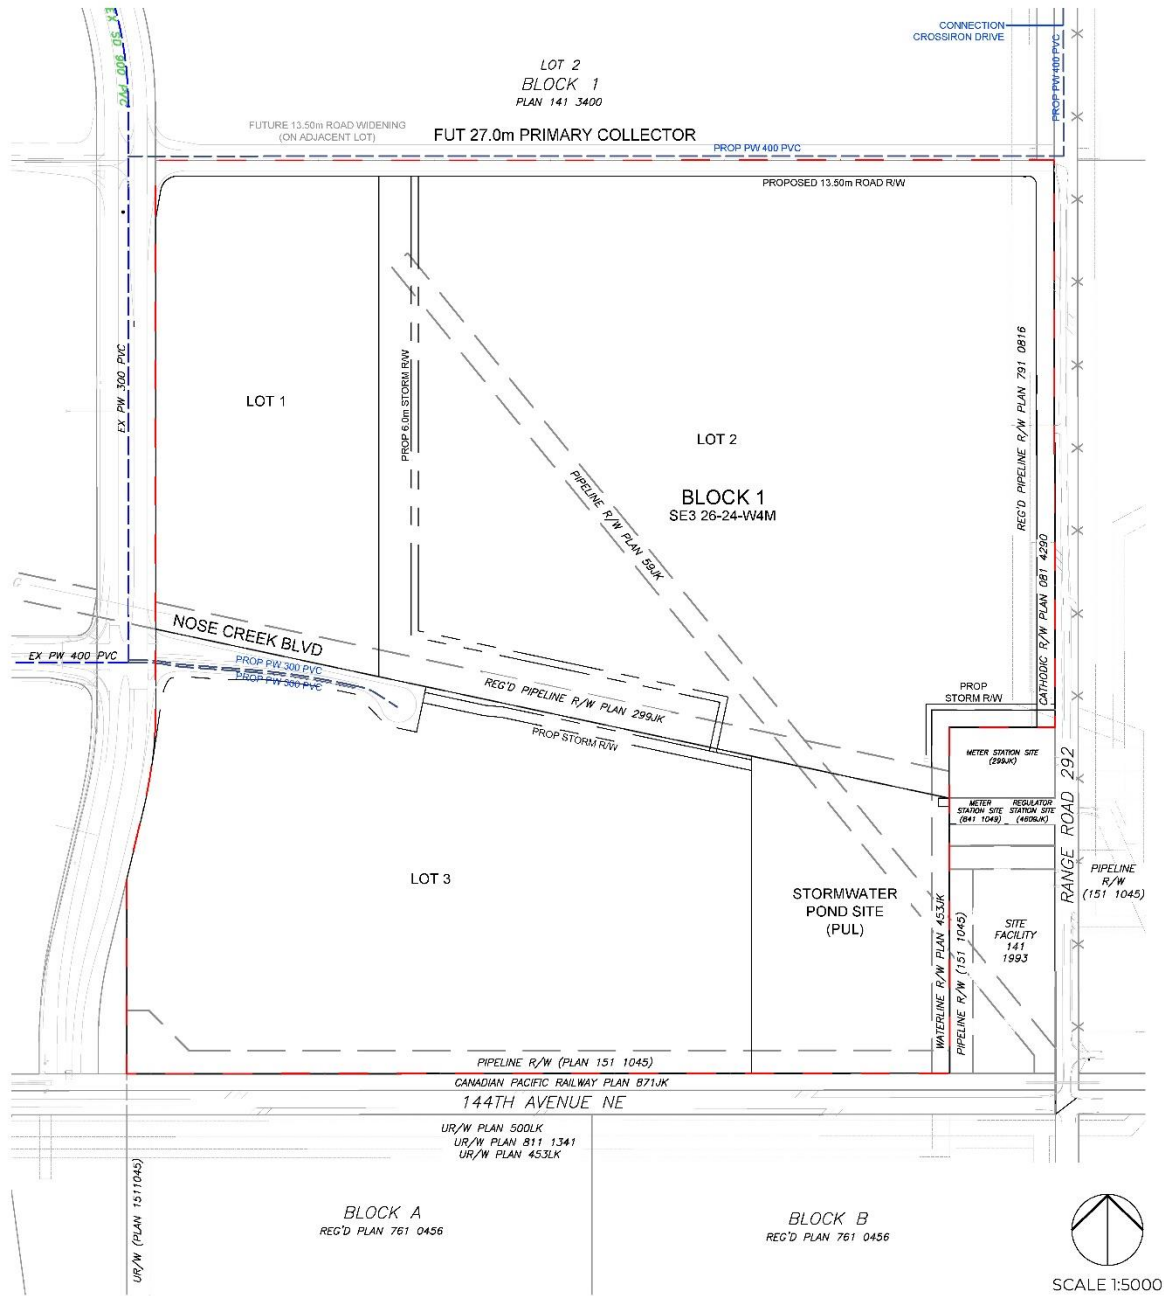 EX SD 900 PVC
CONNECTION
CROSSIRON DRIVE
PROP PW 400 PVC
LOT 2
BLOCK 1
PLAN 141 3400
FUTURE 13.50m ROAD WIDENING
(ON ADJACENT LOT)
FUT 27.0m PRIMARY COLLECTOR
PROP PW 400 PVC
PROPOSED 13.50m ROAD R/W
EX PW 300 PVC
LOT 1
PROP 6.0m STORM R/W
LOT 2
BLOCK 1
SE3 26-24-W4M
PIPELINE R/W PLAN 59JK
REG'D PIPELINE R/W PLAN 791 0816
CATHODIC R/W PLAN 081 4290
NOSE CREEK BLVD
EX PW 400 PVC
PROP PW 300 PVC
PROP PW 300 PVC
REG'D PIPELINE R/W PLAN 299JK
PROP STORM R/W
PROP
STORM R/W
METER STATION SITE
(299JK)
METER
STATION SITE
(841 1049)
REGULATOR
STATION SITE
(4606JK)
RANGE ROAD 292
PIPELINE
R/W
(151 1045)
LOT 3
STORMWATER
POND SITE
(PUL)
WATERLINE R/W PLAN 453JK
PIPELINE R/W (151 1045)
SITE
FACILITY
141
1993
PIPELINE R/W (PLAN 151 1045)
CANADIAN PACIFIC RAILWAY PLAN 871JK
144TH AVENUE NE
UR/W PLAN 500LK
UR/W PLAN 811 1341
UR/W PLAN 453LK
UR/W (PLAN 1511045)
BLOCK A
REG'D PLAN 761 0456
BLOCK B
REG'D PLAN 761 0456
SCALE 1:5000